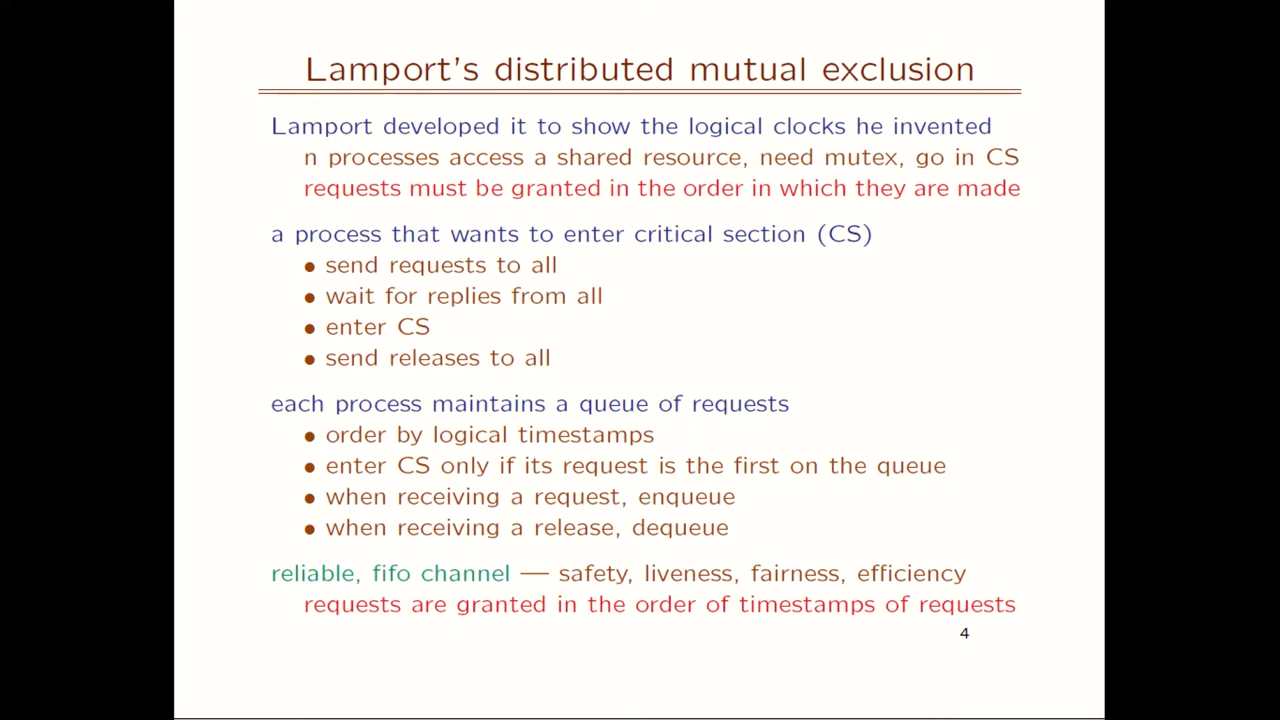 Lamport's distributed mutual exclusion
Lamport developed it to show the logical clocks he invented
n processes access a shared resource, need mutex, go in CS
requests must be granted in the order in which they are made
a process that wants to enter critical section (CS)
• send requests to all
• wait for replies from all
• enter CS
• send releases to all
each process maintains a queue of requests
• order by logical timestamps
• enter CS only if its request is the first on the queue
• when receiving a request, enqueue
• when receiving a release, dequeue
reliable, fifo channel — safety, liveness, fairness, efficiency
requests are granted in the order of timestamps of requests
4